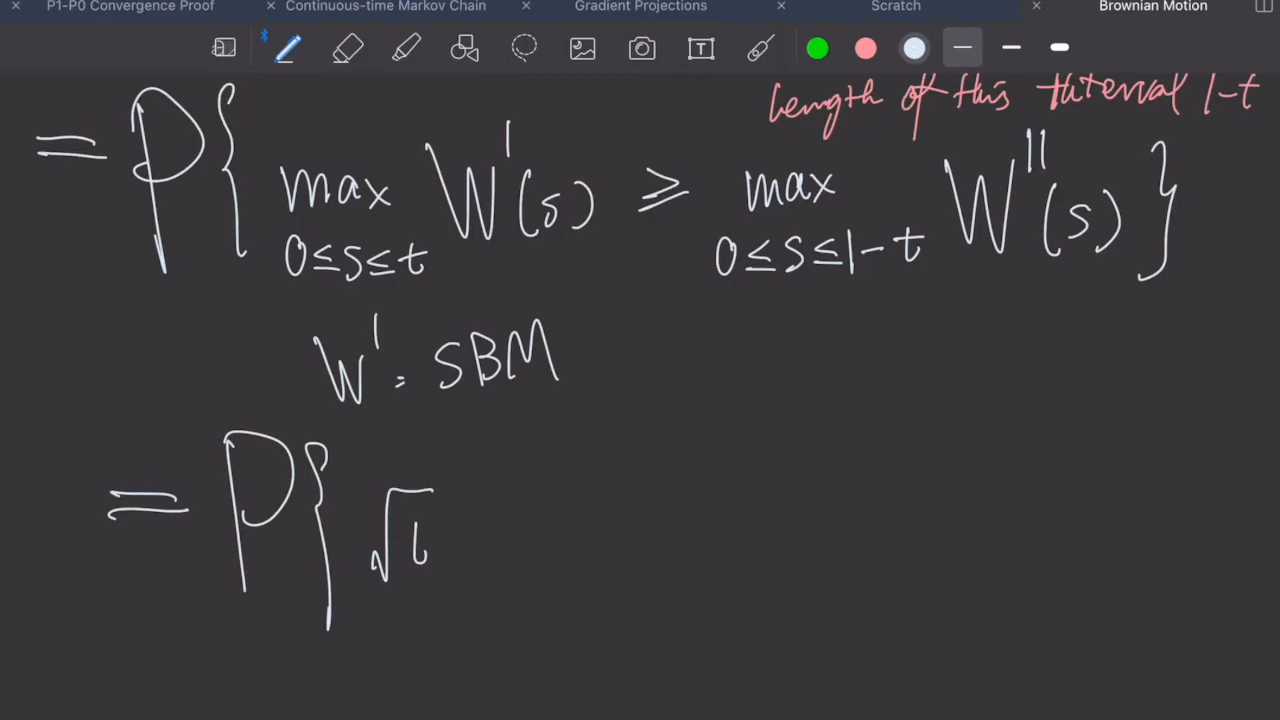 P1-P0 Convergence Proof Continuous-time Markov Chain Gradient Projections Scratch Brownian Motion
Length of this interval 1-t
= P{ max W'(s) ≥ max W''(s) }
0≤s≤t 0≤s≤1-t
W' : SBM
= P{ √t